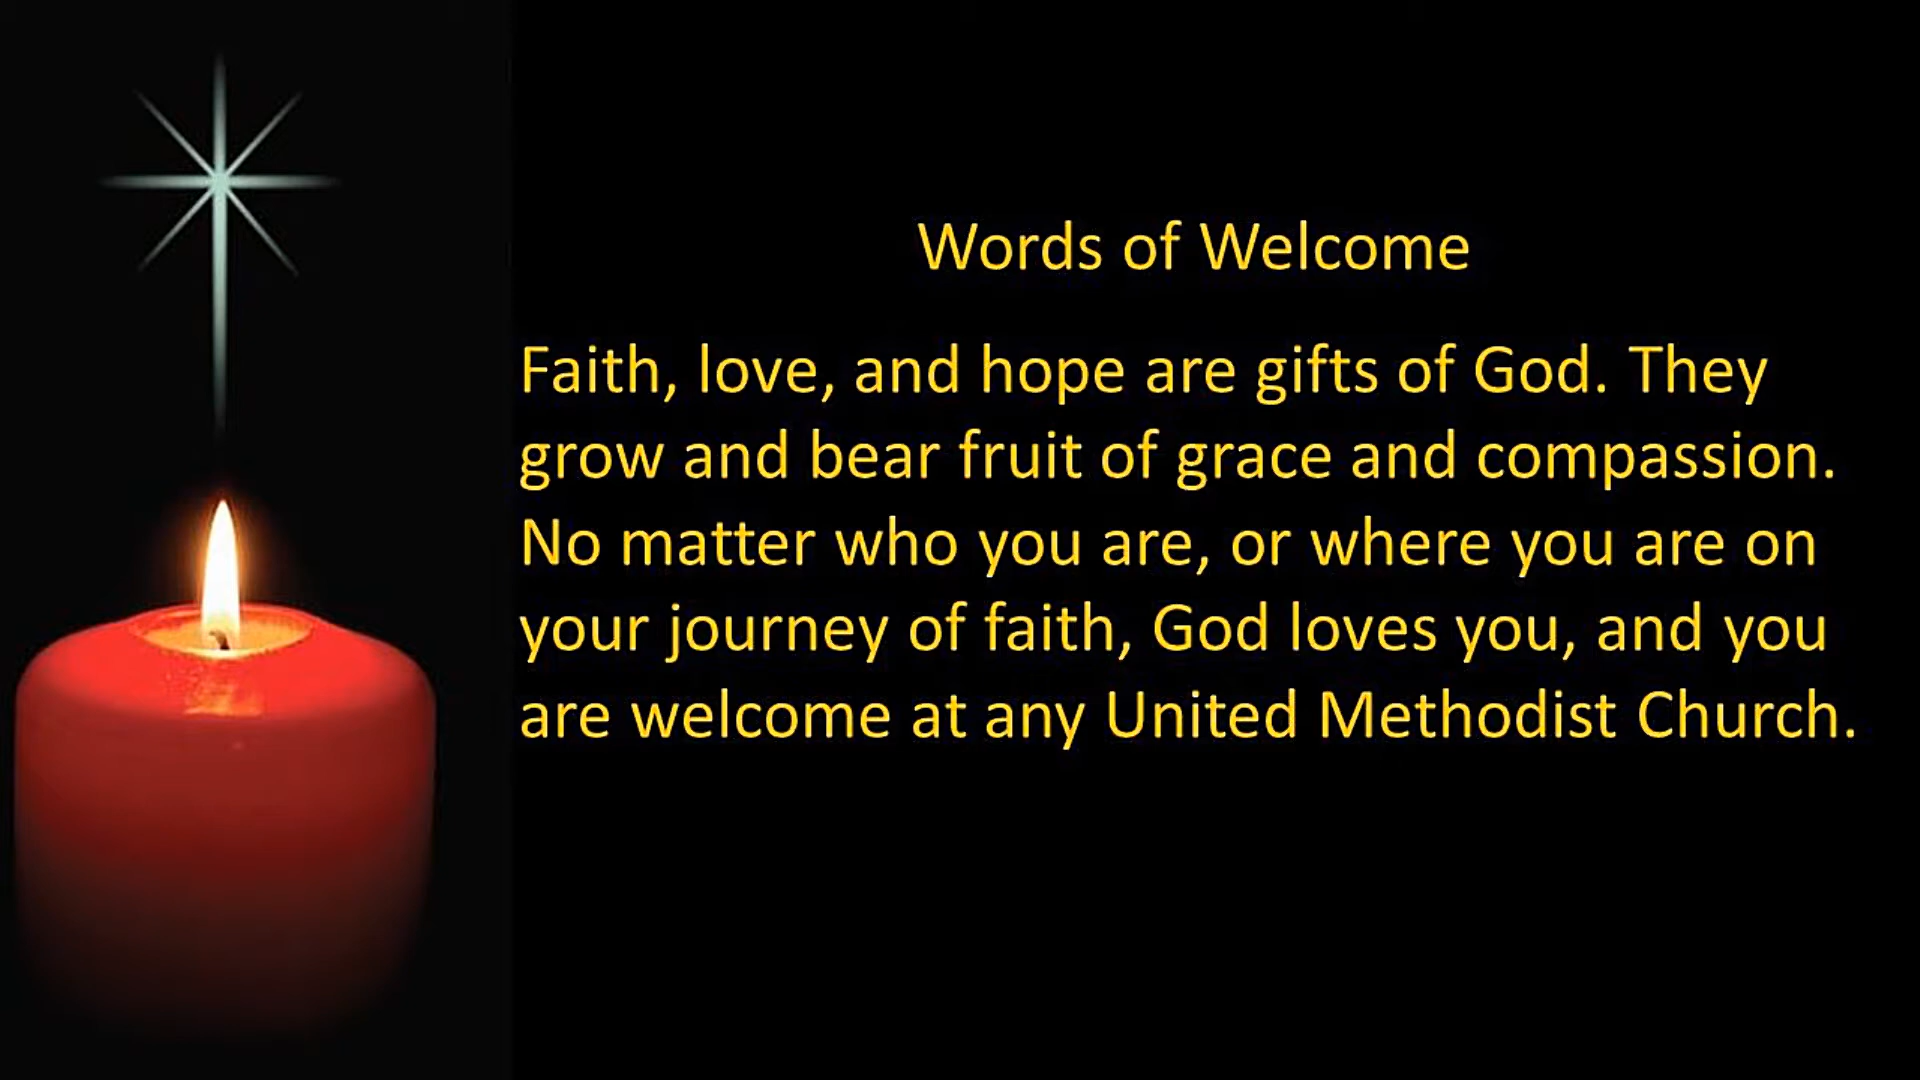 Words of Welcome
Faith, love, and hope are gifts of God. They
grow and bear fruit of grace and compassion.
No matter who you are, or where you are on
your journey of faith, God loves you, and you
are welcome at any United Methodist Church.